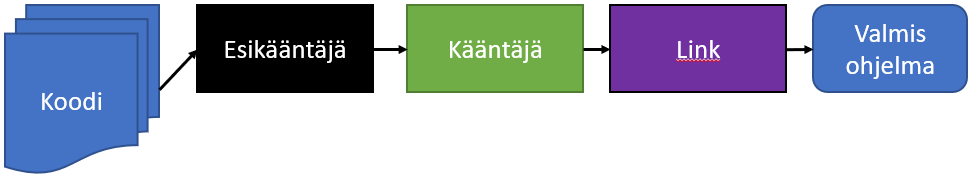 Koodi
Esikääntäjä
Kääntäjä
Link
Valmis
ohjelma